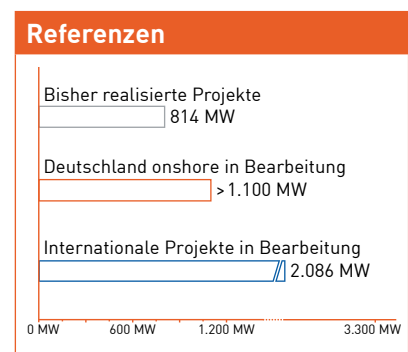 Referenzen
Bisher realisierte Projekte
814 MW
Deutschland onshore in Bearbeitung
>1.100 MW
Internationale Projekte in Bearbeitung
2.086 MW
0 MW 600 MW 1.200 MW 3.300 MW